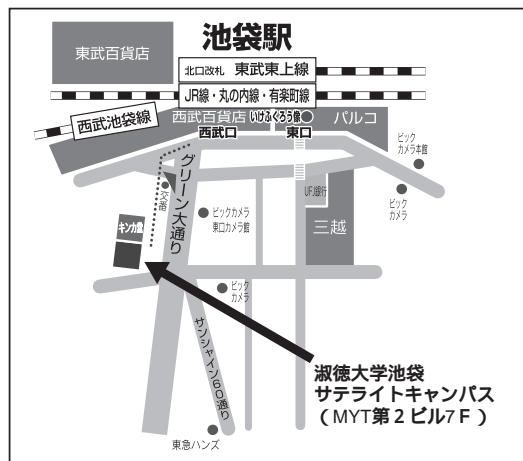 池袋駅
東武百貨店
北口改札 東武東上線
JR線・丸の内線・有楽町線
西武池袋線
西武百貨店
いけふくろう像
パルコ
西武口
東口
ビック
カメラ本館
グリーン大通り
交番
UFJ銀行
ビック
カメラ
キンカ堂
ビックカメラ
東口カメラ館
三越
ビック
カメラ
サンシャイン60通り
淑徳大学池袋
サテライトキャンパス
(MYT第2ビル7F)
東急ハンズ